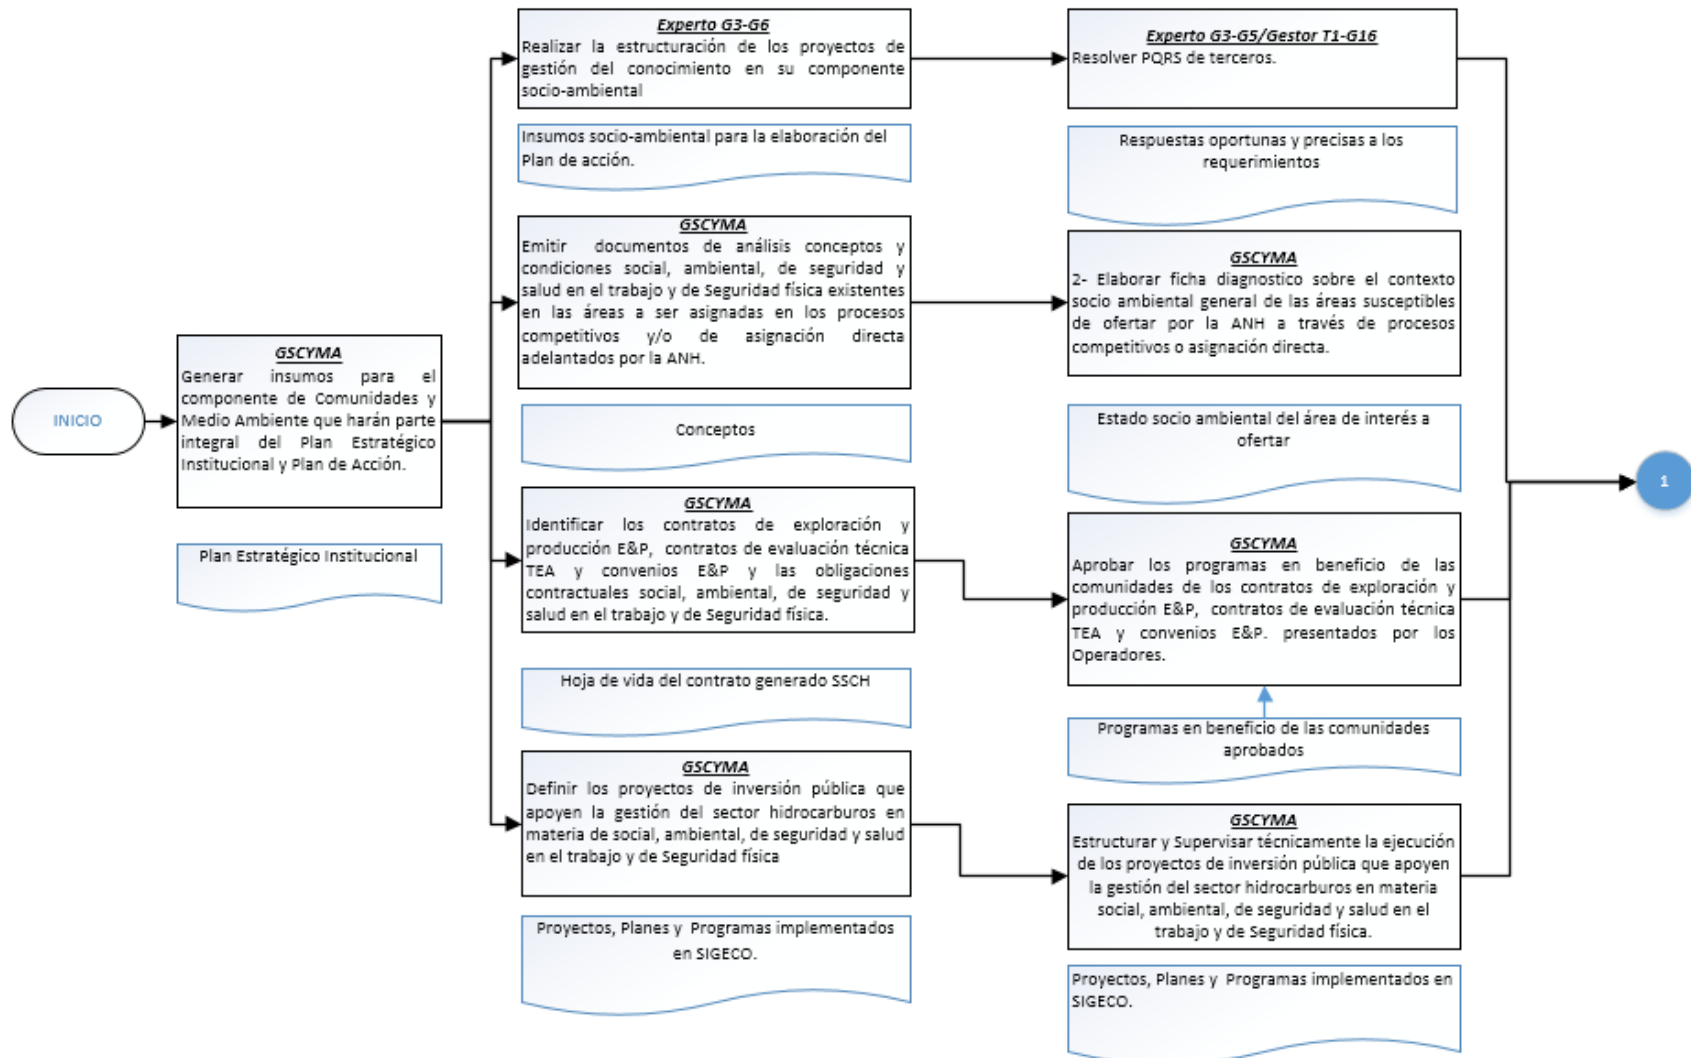 INICIO
GSCYMA
Generar insumos para el
componente de Comunidades y
Medio Ambiente que harán parte
integral del Plan Estratégico
Institucional y Plan de Acción.
Plan Estratégico Institucional
Experto G3-G6
Realizar la estructuración de los proyectos de
gestión del conocimiento en su componente
socio-ambiental
Insumos socio-ambiental para la elaboración del
Plan de acción.
GSCYMA
Emitir documentos de análisis conceptos y
condiciones social, ambiental, de seguridad y
salud en el trabajo y de Seguridad física existentes
en las áreas a ser asignadas en los procesos
competitivos y/o de asignación directa
adelantados por la ANH.
Conceptos
GSCYMA
Identificar los contratos de exploración y
producción E&P, contratos de evaluación técnica
TEA y convenios E&P y las obligaciones
contractuales social, ambiental, de seguridad y
salud en el trabajo y de Seguridad física.
Hoja de vida del contrato generado SSCH
GSCYMA
Definir los proyectos de inversión pública que
apoyen la gestión del sector hidrocarburos en
materia de social, ambiental, de seguridad y salud
en el trabajo y de Seguridad física
Proyectos, Planes y Programas implementados
en SIGECO.
Experto G3-G5/Gestor T1-G16
Resolver PQRS de terceros.
Respuestas oportunas y precisas a los
requerimientos
GSCYMA
2- Elaborar ficha diagnostico sobre el contexto
socio ambiental general de las áreas susceptibles
de ofertar por la ANH a través de procesos
competitivos o asignación directa.
Estado socio ambiental del área de interés a
ofertar
GSCYMA
Aprobar los programas en beneficio de las
comunidades de los contratos de exploración y
producción E&P, contratos de evaluación técnica
TEA y convenios E&P. presentados por los
Operadores.
Programas en beneficio de las comunidades
aprobados
GSCYMA
Estructurar y Supervisar técnicamente la ejecución
de los proyectos de inversión pública que apoyen
la gestión del sector hidrocarburos en materia
social, ambiental, de seguridad y salud en el
trabajo y de Seguridad física.
Proyectos, Planes y Programas implementados en
SIGECO.
1